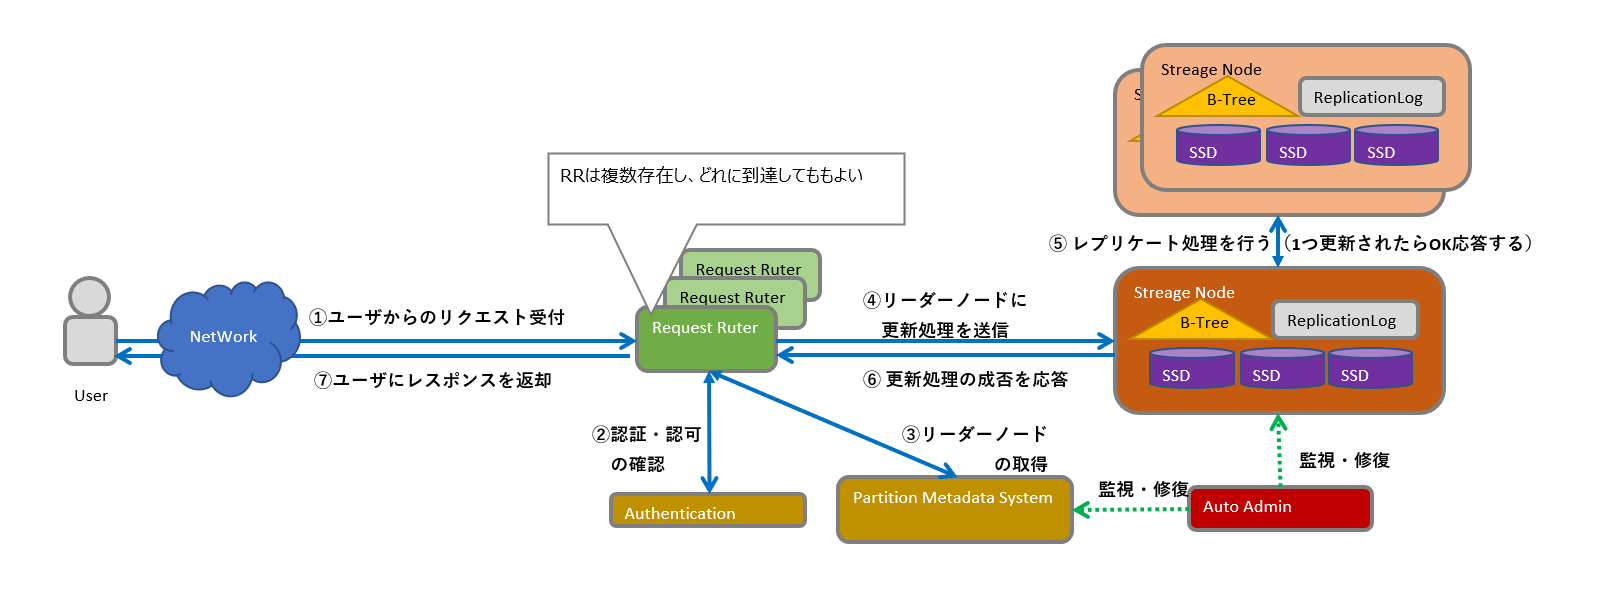 Streage Node
B-Tree
ReplicationLog
SSD
SSD
SSD
S
RRは複数存在し、どれに到達してももよい
⑤ レプリケート処理を行う（1つ更新されたらOK応答する）
Request Ruter
Request Ruter
Request Ruter
①ユーザからのリクエスト受付
NetWork
④リーダーノードに
更新処理を送信
Streage Node
B-Tree
ReplicationLog
SSD
SSD
SSD
⑦ユーザにレスポンスを返却
⑥ 更新処理の成否を応答
User
②認証・認可
の確認
③リーダーノード
の取得
監視・修復
監視・修復
Authentication
Partition Metadata System
Auto Admin